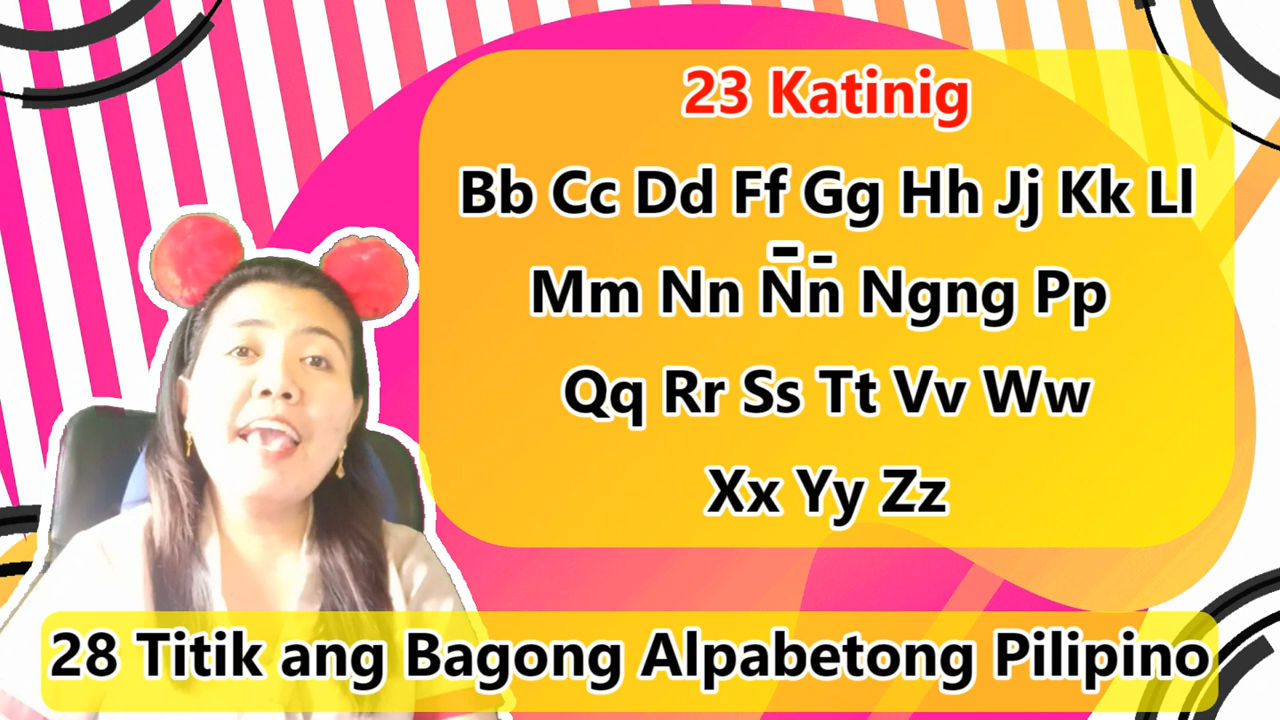 23 Katinig
Bb Cc Dd Ff Gg Hh Jj Kk Ll
Mm Nn N̄n̄ Ngng Pp
Qq Rr Ss Tt Vv Ww
Xx Yy Zz
28 Titik ang Bagong Alpabetong Pilipino